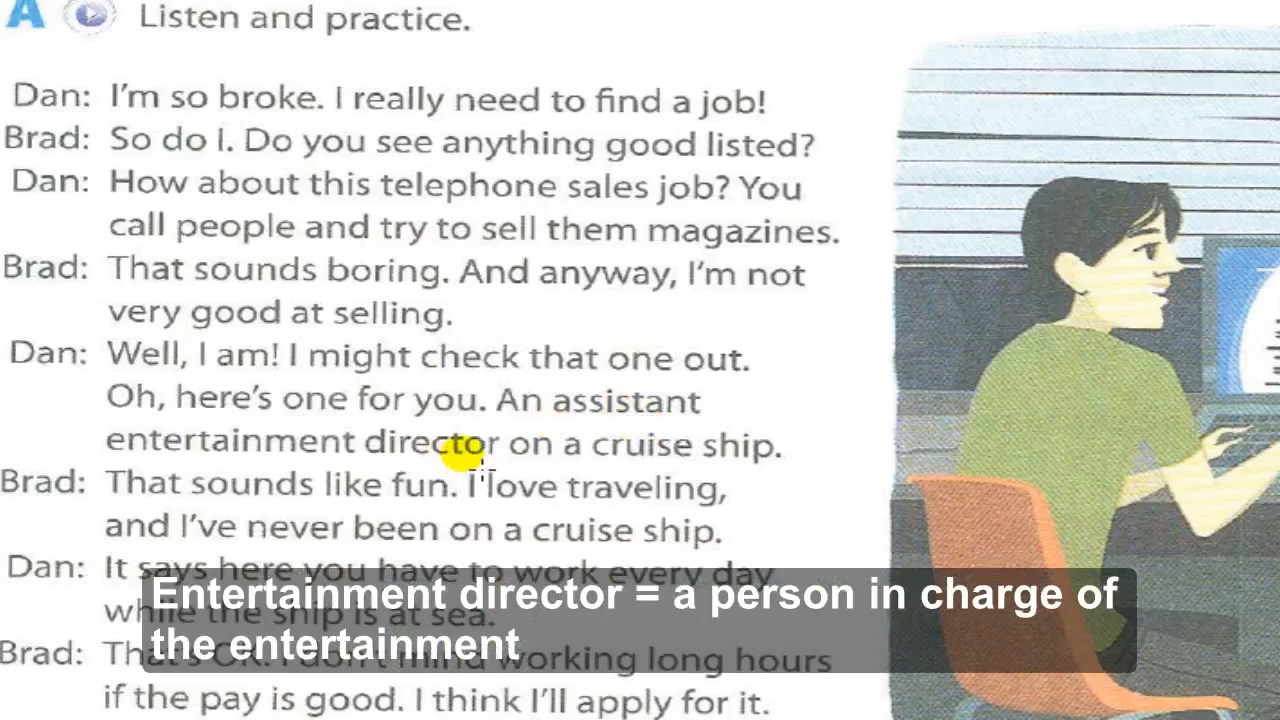 A Listen and practice.
Dan: I'm so broke. I really need to find a job!
Brad: So do I. Do you see anything good listed?
Dan: How about this telephone sales job? You
call people and try to sell them magazines.
Brad: That sounds boring. And anyway, I'm not
very good at selling.
Dan: Well, I am! I might check that one out.
Oh, here's one for you. An assistant
entertainment director on a cruise ship.
Brad: That sounds like fun. I love traveling,
and I've never been on a cruise ship.
Dan: It says here you have to work every day
while the ship is at sea.
Brad: That's OK. I don't mind working long hours
if the pay is good. I think I'll apply for it.
Entertainment director = a person in charge of
the entertainment